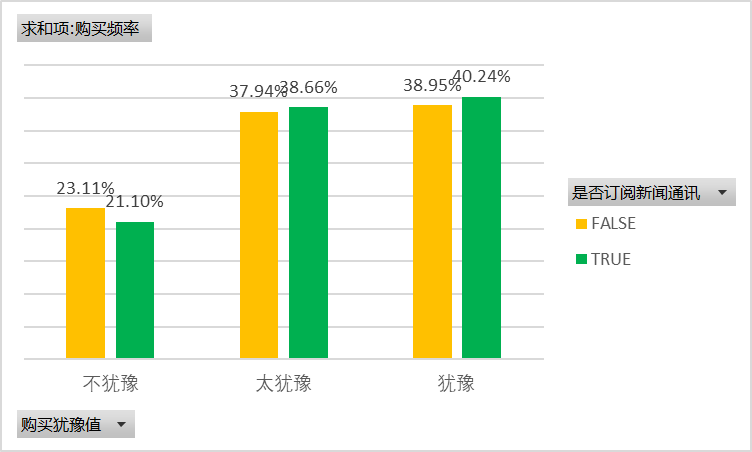 求和项:购买频率
23.11%
21.10%
37.94%
38.66%
38.95%
40.24%
不犹豫
太犹豫
犹豫
是否订阅新闻通讯
FALSE
TRUE
购买犹豫值